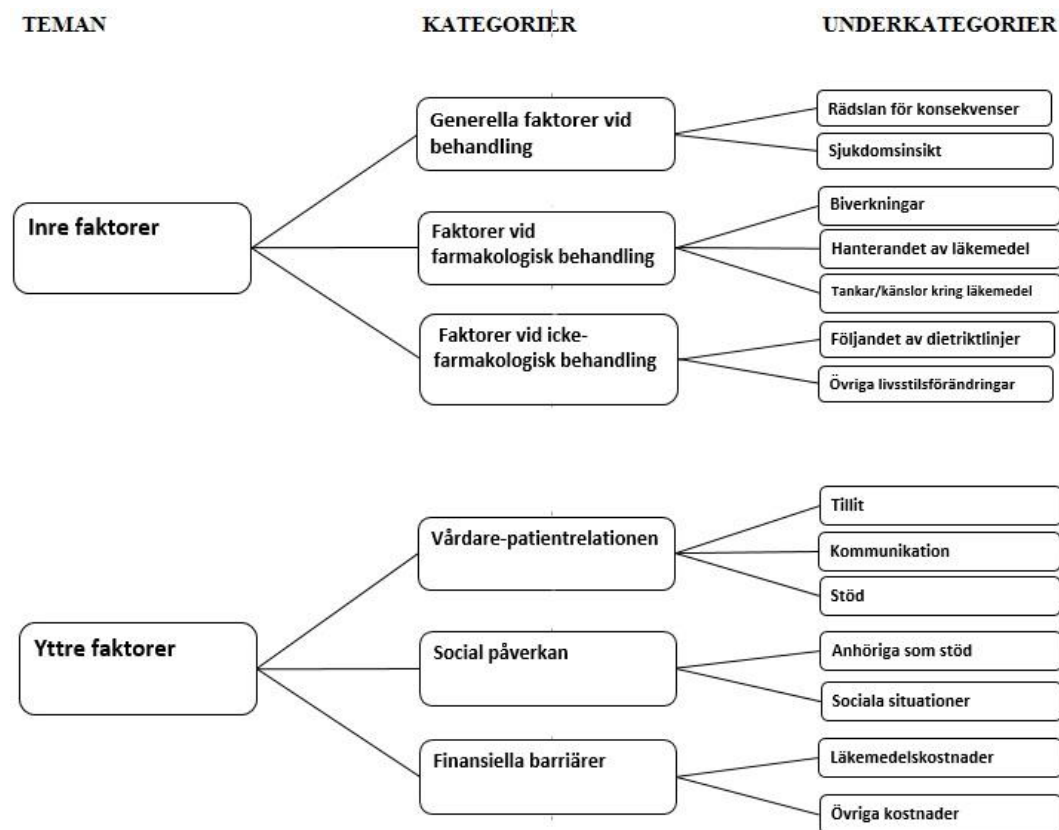 TEMAN
KATEGORIER
UNDERKATEGORIER
Inre faktorer
Generella faktorer vid
behandling
Rädslan för konsekvenser
Sjukdomsinsikt
Faktorer vid
farmakologisk behandling
Biverkningar
Hanterandet av läkemedel
Tankar/känslor kring läkemedel
Faktorer vid icke-
farmakologisk behandling
Följandet av dietriktlinjer
Övriga livsstilsförändringar
Yttre faktorer
Vårdare-patientrelationen
Tillit
Kommunikation
Stöd
Social påverkan
Anhöriga som stöd
Sociala situationer
Finansiella barriärer
Läkemedelskostnader
Övriga kostnader